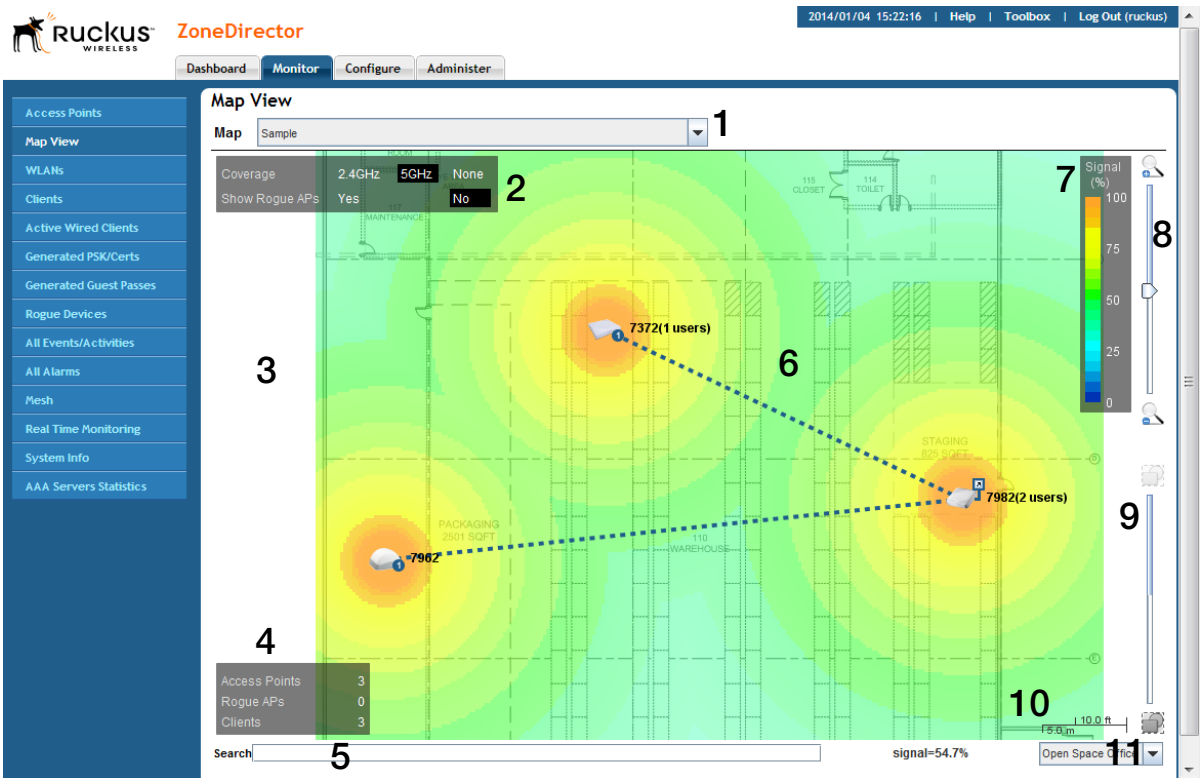 2014/01/04 15:22:16 | Help | Toolbox | Log Out (ruckus)
RUCKUS WIRELESS
ZoneDirector
Dashboard Monitor Configure Administer
Access Points
Map View
WLANs
Clients
Active Wired Clients
Generated PSK/Certs
Generated Guest Passes
Rogue Devices
All Events/Activities
All Alarms
Mesh
Real Time Monitoring
System Info
AAA Servers Statistics
Map View
Map Sample 1
ROOM
Coverage 2.4GHz 5GHz None
Show Rogue APs Yes No
2
AREA
117
MAINTENANCE
115
CLOSET
114
TOILET
7
Signal
(%)
100
75
50
25
0
8
7372(1 users)
1
3
6
STAGING
825 SQFT
D
7982(2 users)
9
PACKAGING
2501 SQFT
110
WAREHOUSE
7962
1
4
E
Access Points 3
Rogue APs 0
Clients 3
10
10.0 ft
5.0 m
Search 5
signal=54.7%
Open Space Office 11